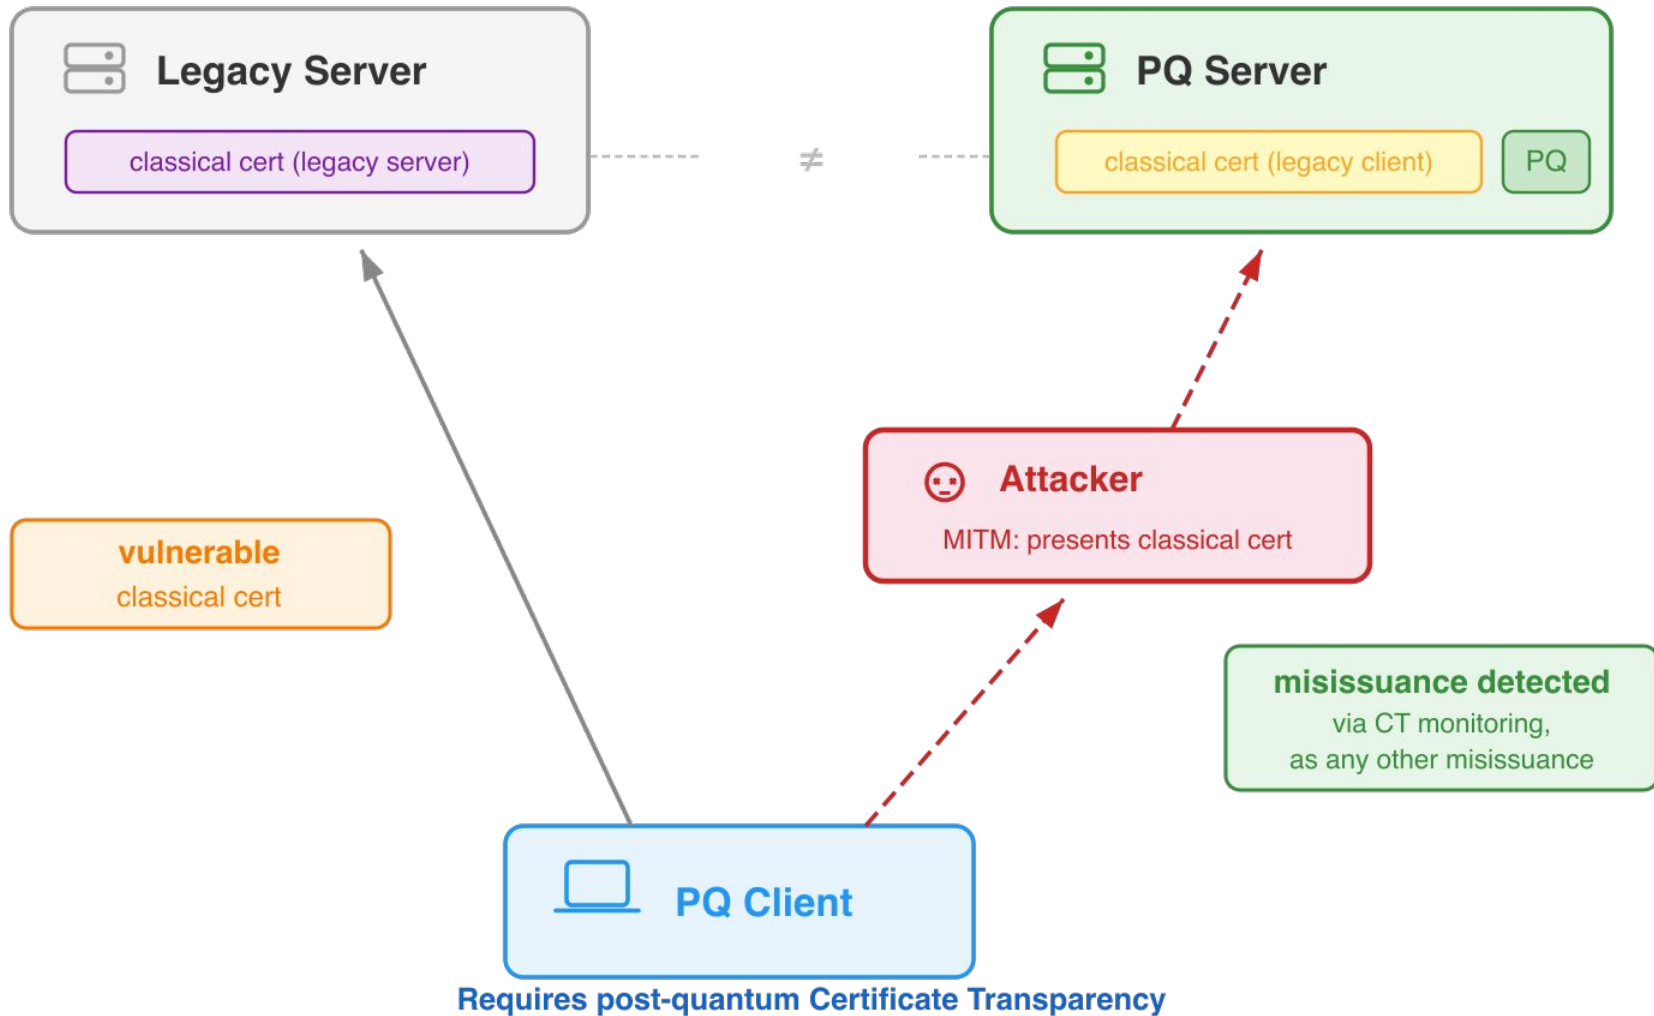 Legacy Server
classical cert (legacy server)
≠
PQ Server
classical cert (legacy client)
PQ
Attacker
MITM: presents classical cert
vulnerable
classical cert
misissuance detected
via CT monitoring,
as any other misissuance
PQ Client
Requires post-quantum Certificate Transparency